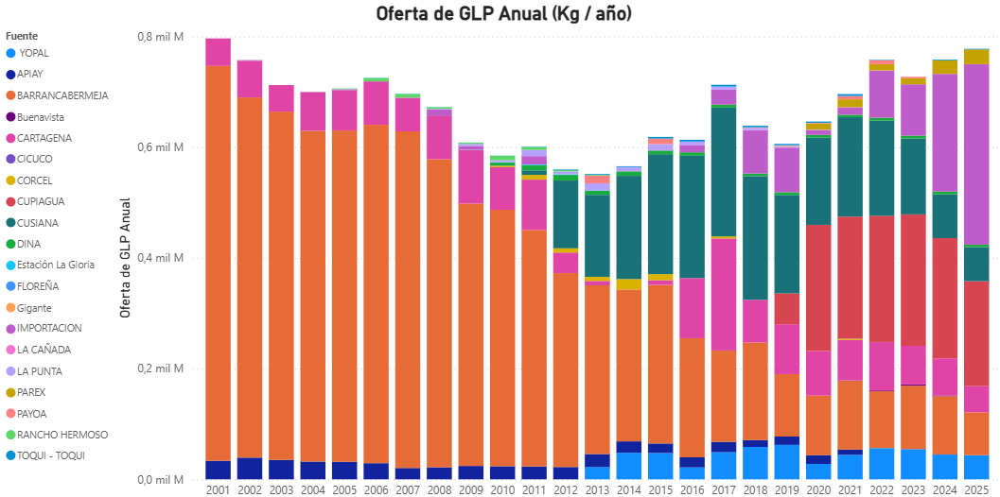 Oferta de GLP Anual (Kg / año)
Fuente
YOPAL
APIAY
BARRANCABERMEJA
Buenavista
CARTAGENA
CICUCO
CORCEL
CUPIAGUA
CUSIANA
DINA
Estación La Gloria
FLOREÑA
Gigante
IMPORTACION
LA CAÑADA
LA PUNTA
PAREX
PAYOA
RANCHO HERMOSO
TOQUI - TOQUI
Oferta de GLP Anual
0,8 mil M
0,6 mil M
0,4 mil M
0,2 mil M
0,0 mil M
2001 2002 2003 2004 2005 2006 2007 2008 2009 2010 2011 2012 2013 2014 2015 2016 2017 2018 2019 2020 2021 2022 2023 2024 2025